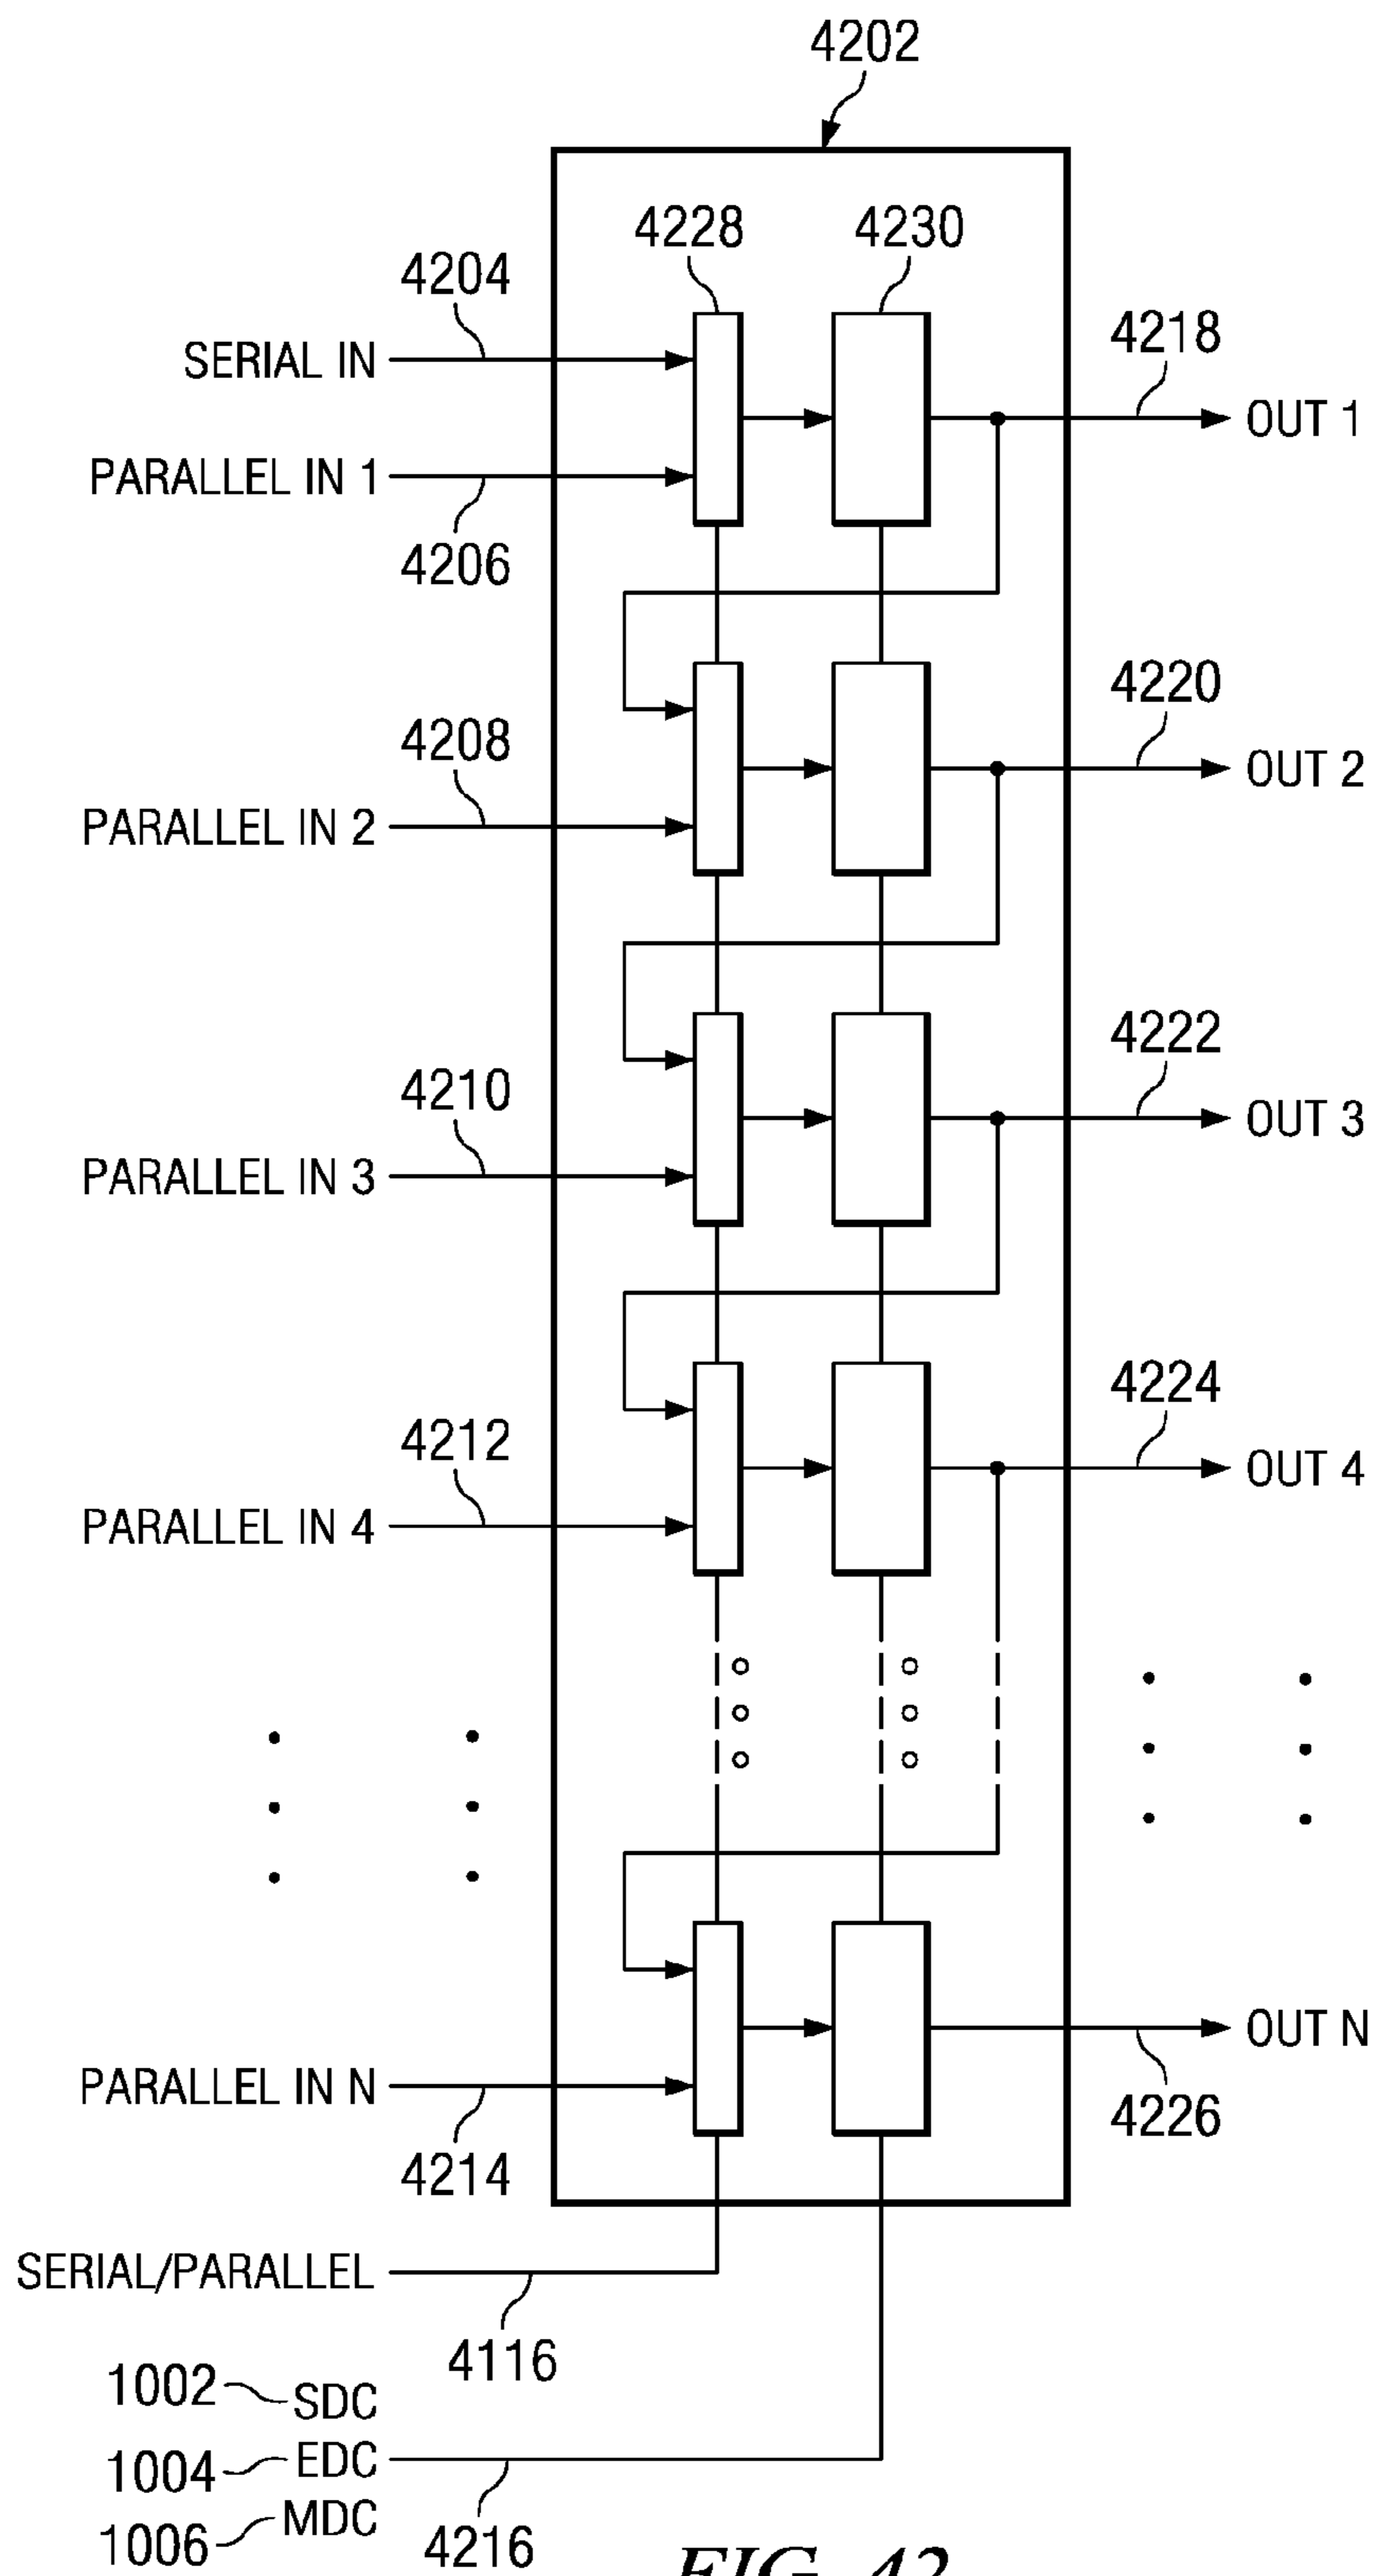 4202
4228
4230
4204
SERIAL IN
4218
OUT 1
PARALLEL IN 1
4206
4220
4208
OUT 2
PARALLEL IN 2
4222
4210
OUT 3
PARALLEL IN 3
4224
4212
OUT 4
PARALLEL IN 4
OUT N
PARALLEL IN N
4226
4214
SERIAL/PARALLEL
4116
1002 SDC
1004 EDC
1006 MDC
4216
FIG. 42